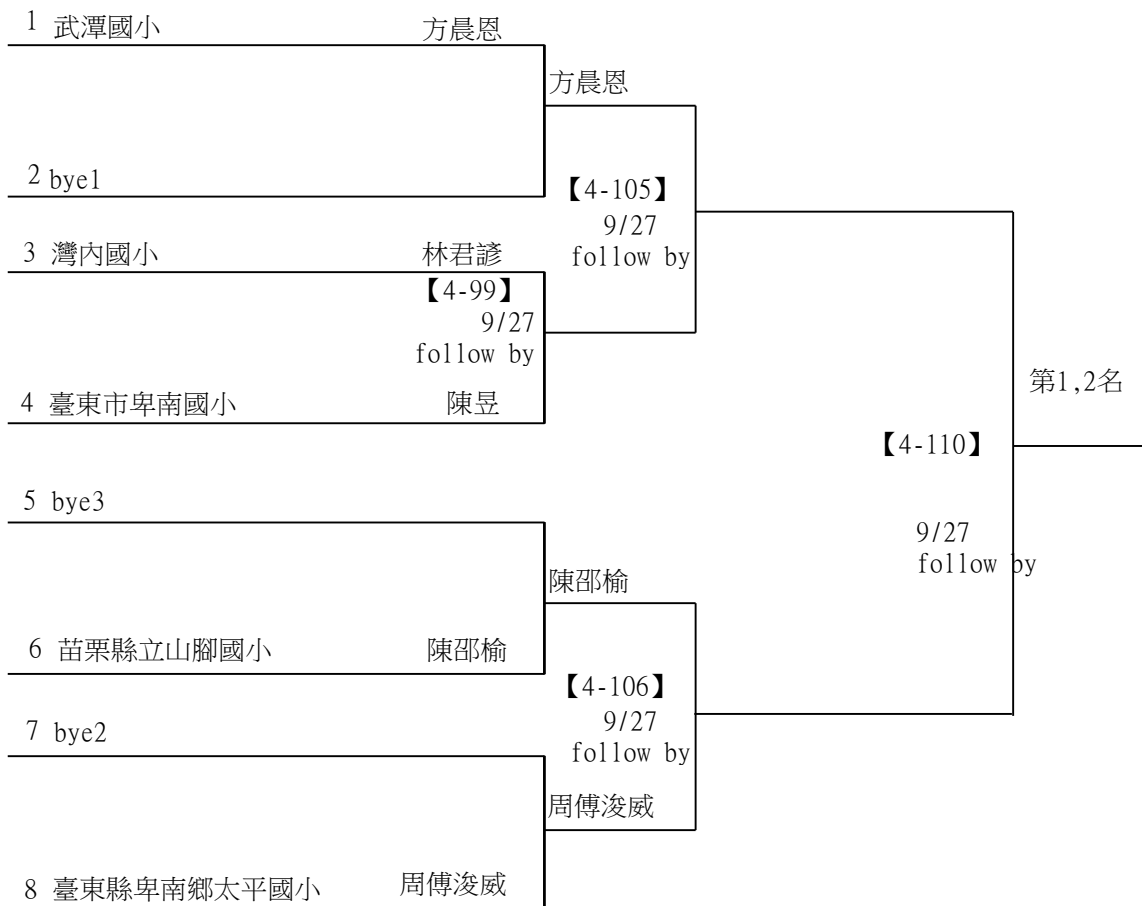 1 武潭國小 方晨恩
方晨恩
2 bye1
【4-105】
9/27
follow by
3 灣內國小 林君諺
【4-99】
9/27
follow by
4 臺東市卑南國小 陳昱
第1,2名
【4-110】
9/27
follow by
5 bye3
陳邵榆
6 苗栗縣立山腳國小 陳邵榆
【4-106】
9/27
follow by
7 bye2
周傅浚威
8 臺東縣卑南鄉太平國小 周傅浚威